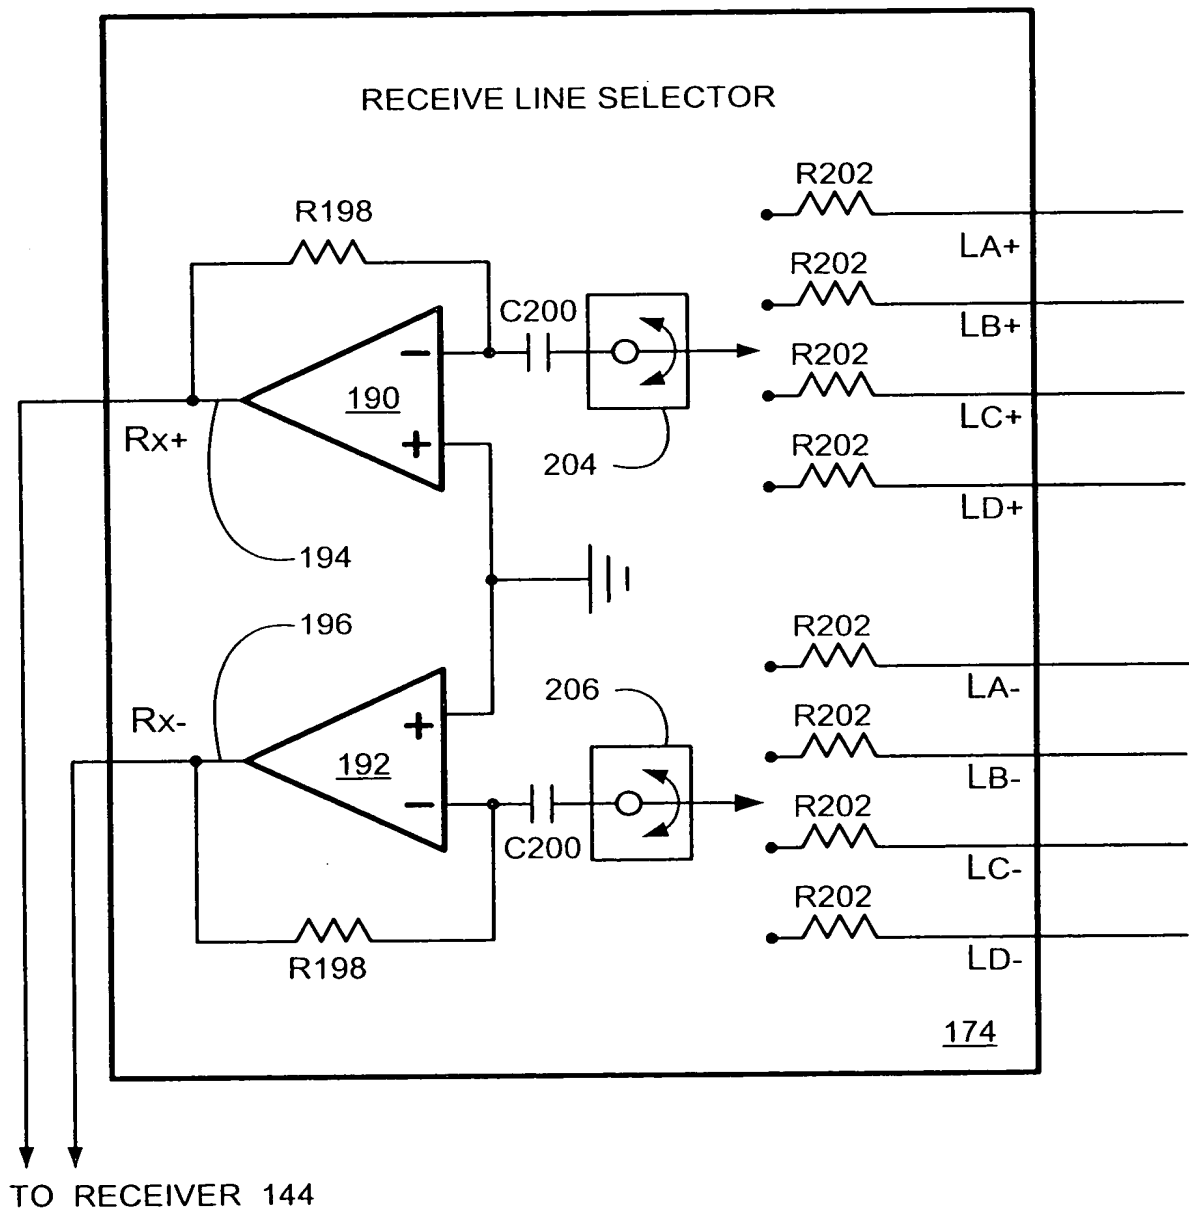 RECEIVE LINE SELECTOR
R202
LA+
R198
R202
LB+
C200
R202
LC+
190
Rx+
+
−
R202
204
LD+
194
196
R202
LA-
206
Rx-
R202
LB-
+
192
−
R202
C200
LC-
R202
R198
LD-
174
TO RECEIVER 144